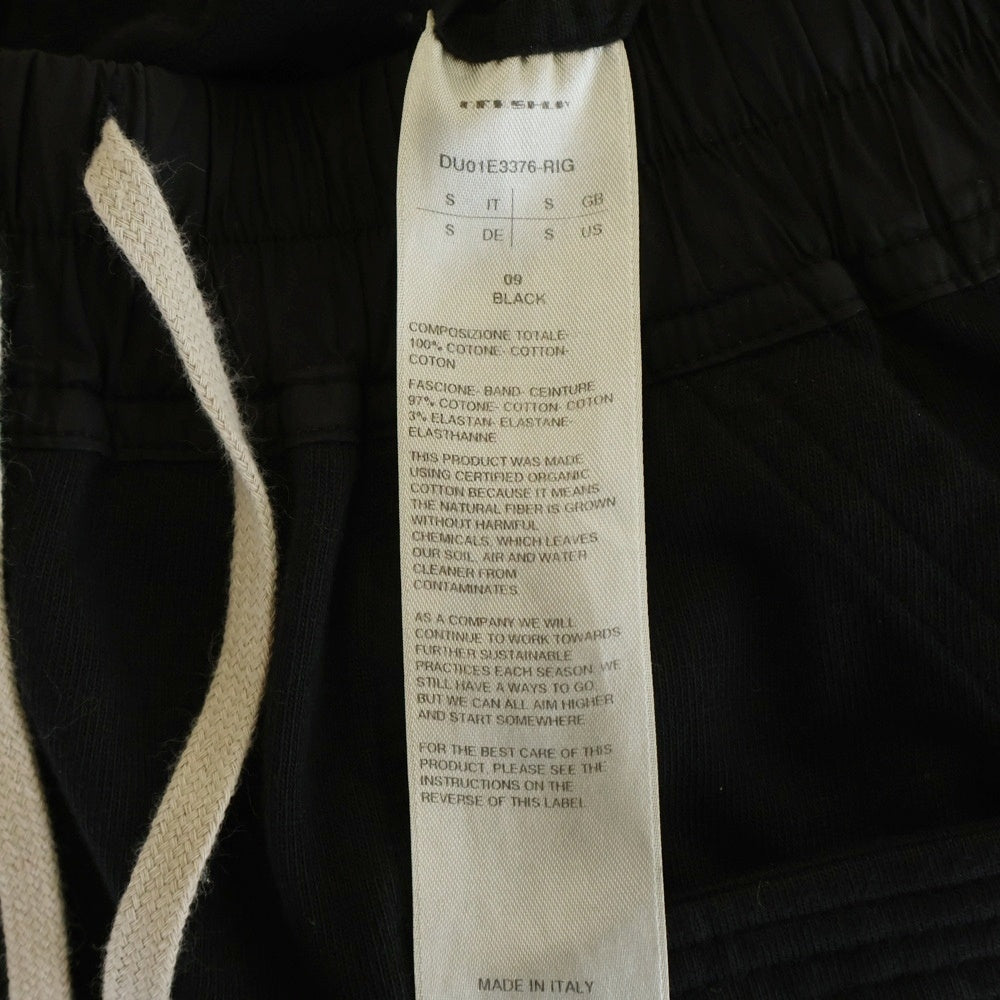 DU01E3376-RIG
S IT S GB
S DE S US
09
BLACK
COMPOSIZIONE TOTALE-
100% COTONE- COTTON-
COTON
FASCIONE- BAND- CEINTURE
97% COTONE- COTTON- COTON
3% ELASTAN- ELASTANE-
ELASTHANNE
THIS PRODUCT WAS MADE
USING CERTIFIED ORGANIC
COTTON BECAUSE IT MEANS
THE NATURAL FIBER IS GROWN
WITHOUT HARMFUL
CHEMICALS, WHICH LEAVES
OUR SOIL, AIR AND WATER
CLEANER FROM
CONTAMINATES.
AS A COMPANY WE WILL
CONTINUE TO WORK TOWARDS
FURTHER SUSTAINABLE
PRACTICES EACH SEASON. WE
STILL HAVE A WAYS TO GO,
BUT WE CAN ALL AIM HIGHER
AND START SOMEWHERE.
FOR THE BEST CARE OF THIS
PRODUCT, PLEASE SEE THE
INSTRUCTIONS ON THE
REVERSE OF THIS LABEL.
MADE IN ITALY